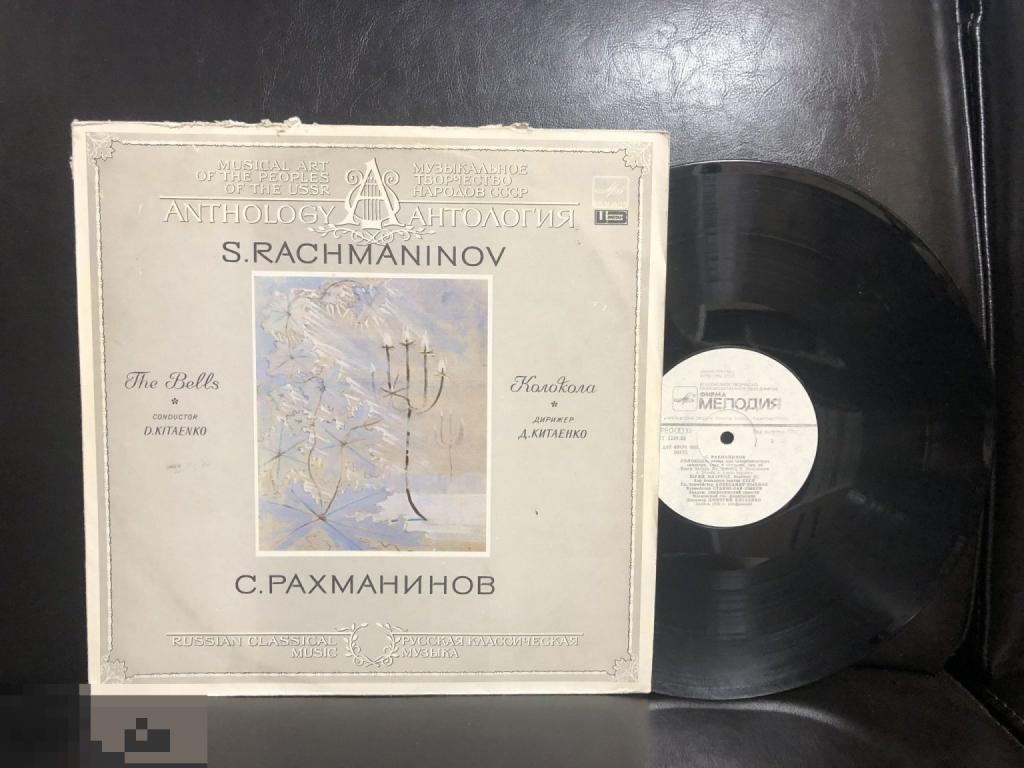 MUSICAL ART
OF THE PEOPLES
OF THE USSR
МУЗЫКАЛЬНОЕ
ТВОРЧЕСТВО
НАРОДОВ СССР
ANTHOLOGY
АНТОЛОГИЯ
S.RACHMANINOV
The Bells
*
CONDUCTOR
D.KITAENKO
Колокола
*
ДИРИЖЕР
Д.КИТАЕНКО
С.РАХМАНИНОВ
RUSSIAN CLASSICAL
MUSIC
РУССКАЯ КЛАССИЧЕСКАЯ
МУЗЫКА
ФИРМА
МЕЛОДИЯ
С. РАХМАНИНОВ